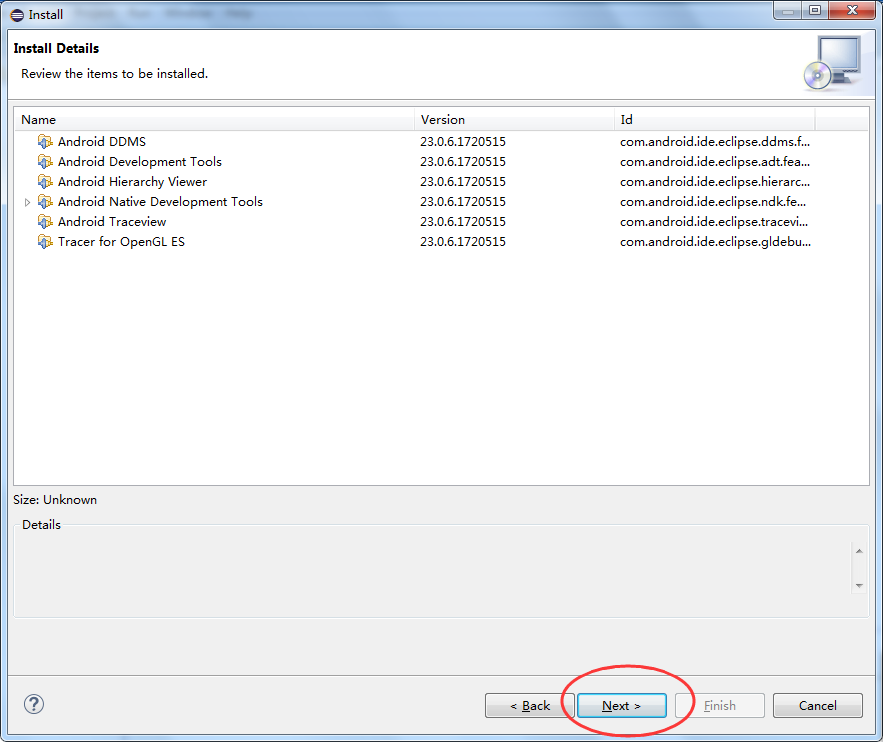 Install
Install Details
Review the items to be installed.
Name Version Id
Android DDMS 23.0.6.1720515 com.android.ide.eclipse.ddms.f...
Android Development Tools 23.0.6.1720515 com.android.ide.eclipse.adt.fea...
Android Hierarchy Viewer 23.0.6.1720515 com.android.ide.eclipse.hierarc...
Android Native Development Tools 23.0.6.1720515 com.android.ide.eclipse.ndk.fe...
Android Traceview 23.0.6.1720515 com.android.ide.eclipse.tracevi...
Tracer for OpenGL ES 23.0.6.1720515 com.android.ide.eclipse.gldebu...
Size: Unknown
Details
? < Back Next > Finish Cancel